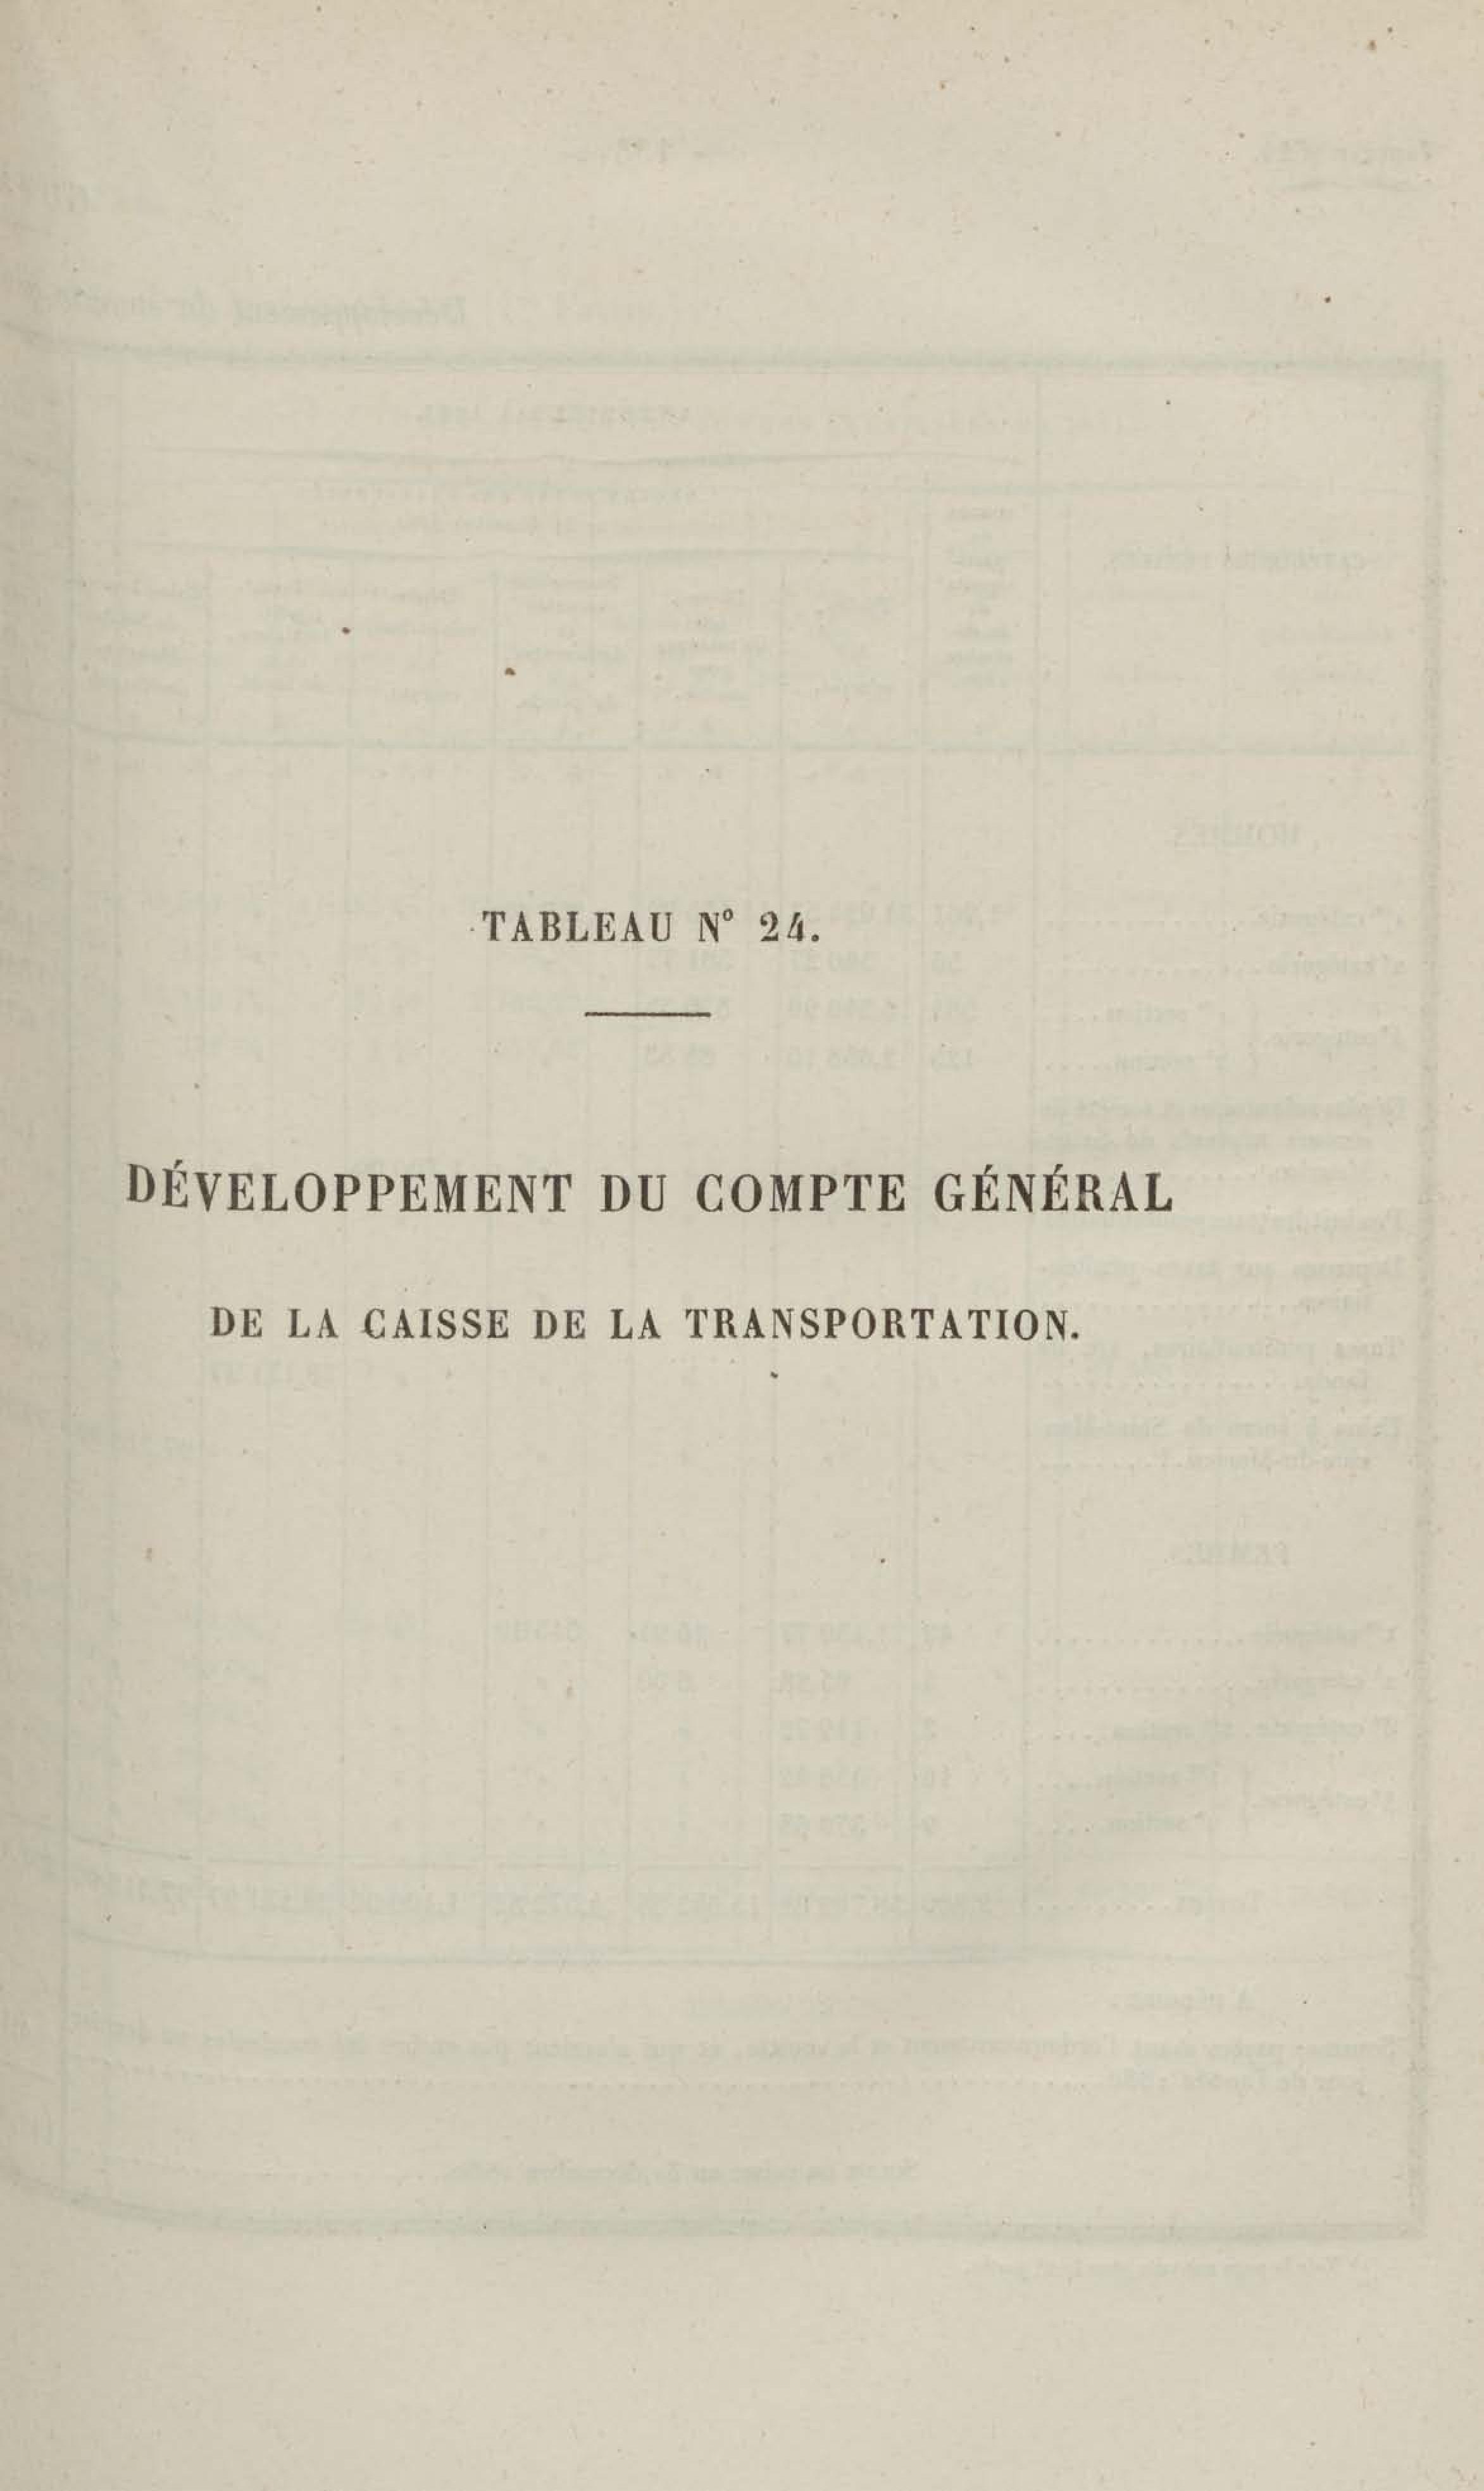 TABLEAU N° 24.
DÉVELOPPEMENT DU COMPTE GÉNÉRAL
DE LA CAISSE DE LA TRANSPORTATION.